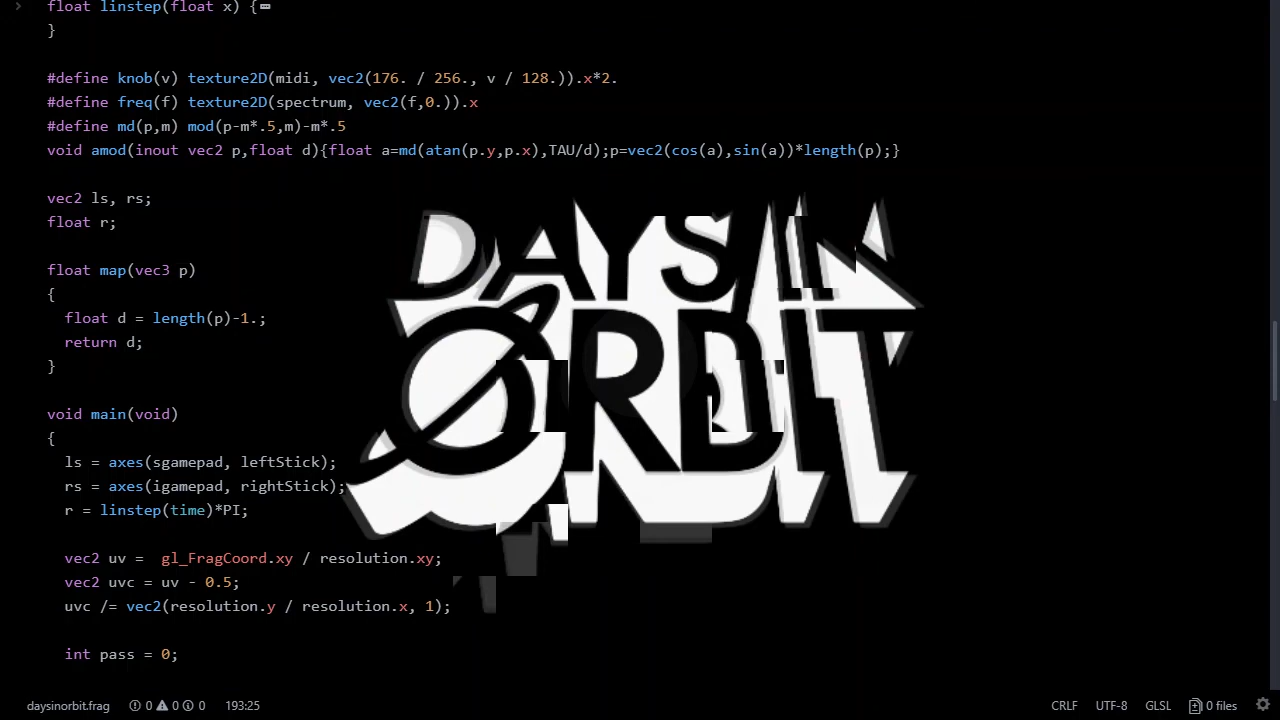 float linstep(float x) {
}
#define knob(v) texture2D(midi, vec2(176. / 256., v / 128.)).x*2.
#define freq(f) texture2D(spectrum, vec2(f,0.)).x
#define md(p,m) mod(p-m*.5,m)-m*.5
void amod(inout vec2 p,float d){float a=md(atan(p.y,p.x),TAU/d);p=vec2(cos(a),sin(a))*length(p);}
vec2 ls, rs;
float r;
float map(vec3 p)
{
float d = length(p)-1.;
return d;
}
void main(void)
{
ls = axes(sgamepad, leftStick);
rs = axes(igamepad, rightStick);
r = linstep(time)*PI;
vec2 uv =  gl_FragCoord.xy / resolution.xy;
vec2 uvc = uv - 0.5;
uvc /= vec2(resolution.y / resolution.x, 1);
int pass = 0;
DAYS IN
ORBIT
daysinorbit.frag 0 0 0 193:25 CRLF UTF-8 GLSL 0 files